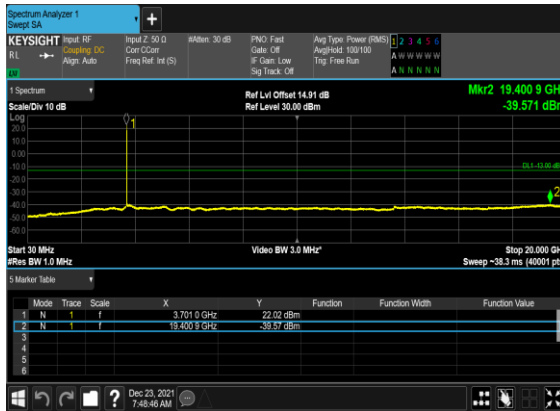 Spectrum Analyzer 1
Swept SA
+
KEYSIGHT Input: RF Input Z: 50 Ω #Atten: 30 dB PNO: Fast Avg Type: Power (RMS) 1 2 3 4 5 6
RL Coupling: DC Corr CCorr Gate: Off Avg|Hold: 100/100 A W W W W W
Align: Auto Freq Ref: Int (S) IF Gain: Low Trig: Free Run
Sig Track: Off A N N N N N
1 Spectrum
Scale/Div 10 dB
Ref Lvl Offset 14.91 dB
Ref Level 30.00 dBm
Mkr2 19.400 9 GH
-39.571 dBr
Log
20.0
10.0
0.00
-10.0
-20.0
-30.0
-40.0
-50.0
-60.0
1
DL1 -13.00 dB
2
Start 30 MHz Video BW 3.0 MHz* Stop 20.000 GH
#Res BW 1.0 MHz Sweep ~38.3 ms (40001 pt
5 Marker Table
Mode Trace Scale X Y Function Function Width Function Value
1 N 1 f 3.701 0 GHz 22.02 dBm
2 N 1 f 19.400 9 GHz -39.57 dBm
3
4
5
6
? Dec 23, 2021
7:48:46 AM